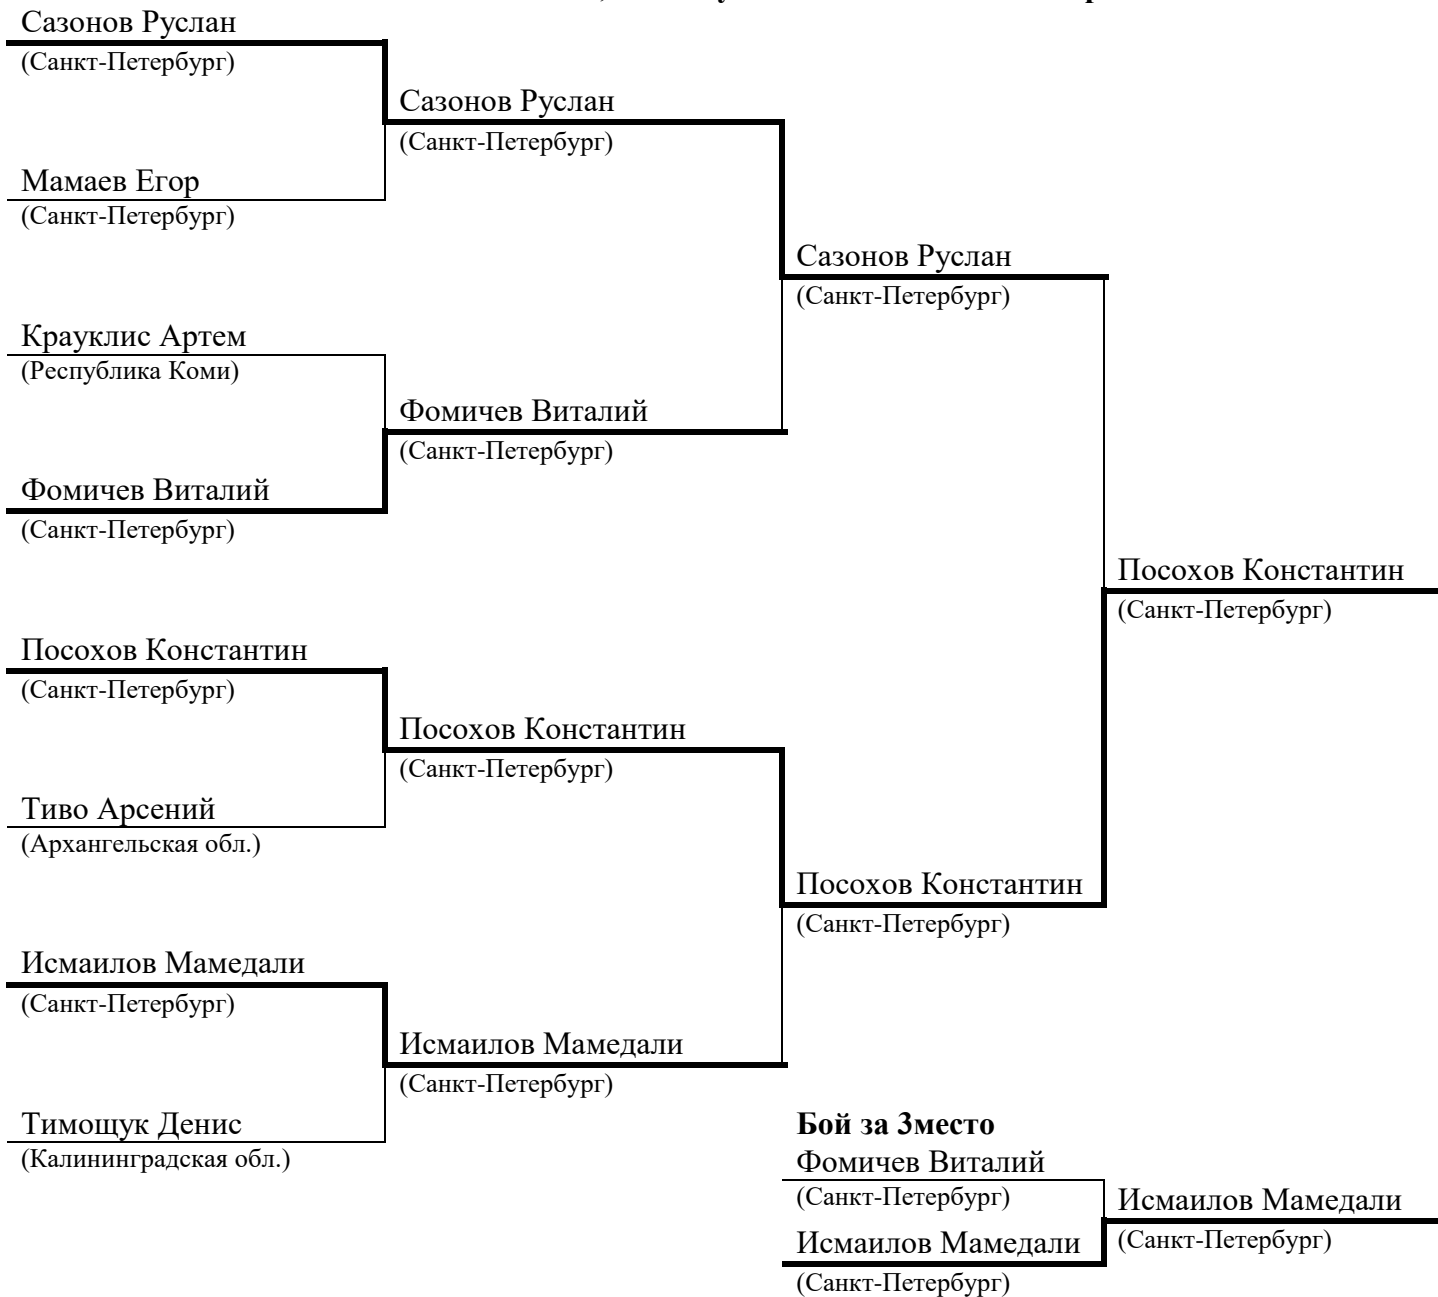 Сазонов Руслан
(Санкт-Петербург)
Сазонов Руслан
(Санкт-Петербург)
Мамаев Егор
(Санкт-Петербург)
Сазонов Руслан
(Санкт-Петербург)
Крауклис Артем
(Республика Коми)
Фомичев Виталий
(Санкт-Петербург)
Фомичев Виталий
(Санкт-Петербург)
Посохов Константин
(Санкт-Петербург)
Посохов Константин
(Санкт-Петербург)
Посохов Константин
(Санкт-Петербург)
Тиво Арсений
(Архангельская обл.)
Посохов Константин
(Санкт-Петербург)
Исмаилов Мамедали
(Санкт-Петербург)
Исмаилов Мамедали
(Санкт-Петербург)
Тимощук Денис
(Калининградская обл.)
Бой за 3место
Фомичев Виталий
(Санкт-Петербург)
Исмаилов Мамедали
(Санкт-Петербург)
Исмаилов Мамедали
(Санкт-Петербург)